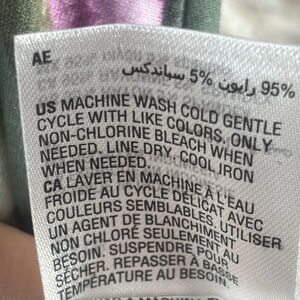 AE
95% رايون 5% سباندكس
US MACHINE WASH COLD GENTLE
CYCLE WITH LIKE COLORS. ONLY
NON-CHLORINE BLEACH WHEN
NEEDED. LINE DRY. COOL IRON
WHEN NEEDED.
CA LAVER EN MACHINE À L'EAU
FROIDE AU CYCLE DÉLICAT AVEC
COULEURS SEMBLABLES. UTILISER
UN AGENT DE BLANCHIMENT
NON CHLORÉ SEULEMENT AU
BESOIN. SUSPENDRE POUR
SÉCHER. REPASSER À BASSE
TEMPÉRATURE AU BESOIN.